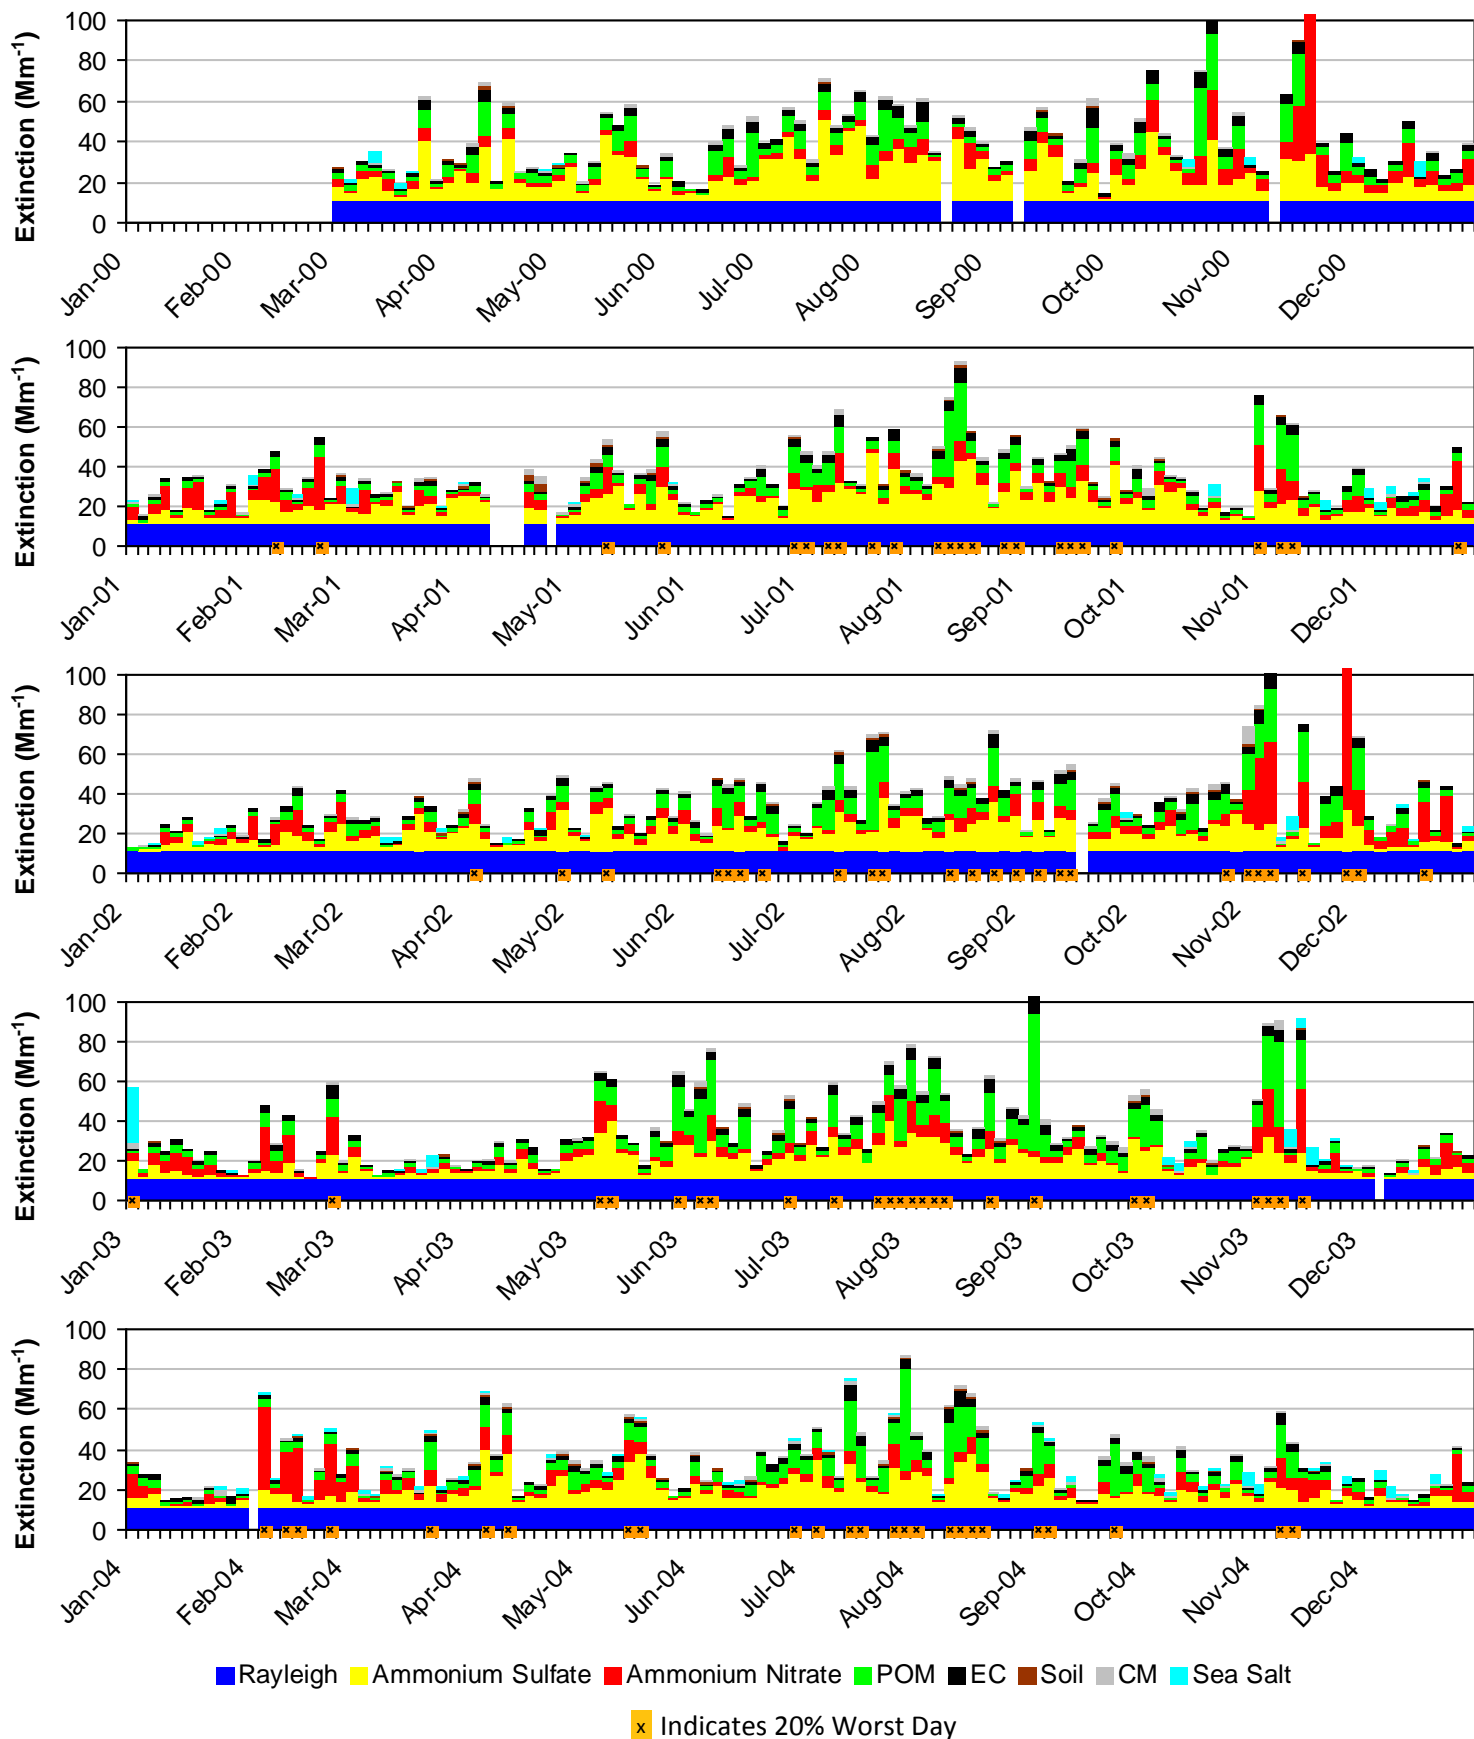 Extinction (Mm-1)
100
80
60
40
20
0
Jan-00 Feb-00 Mar-00 Apr-00 May-00 Jun-00 Jul-00 Aug-00 Sep-00 Oct-00 Nov-00 Dec-00
Extinction (Mm-1)
100
80
60
40
20
0
Jan-01 Feb-01 Mar-01 Apr-01 May-01 Jun-01 Jul-01 Aug-01 Sep-01 Oct-01 Nov-01 Dec-01
Extinction (Mm-1)
100
80
60
40
20
0
Jan-02 Feb-02 Mar-02 Apr-02 May-02 Jun-02 Jul-02 Aug-02 Sep-02 Oct-02 Nov-02 Dec-02
Extinction (Mm-1)
100
80
60
40
20
0
Jan-03 Feb-03 Mar-03 Apr-03 May-03 Jun-03 Jul-03 Aug-03 Sep-03 Oct-03 Nov-03 Dec-03
Extinction (Mm-1)
100
80
60
40
20
0
Jan-04 Feb-04 Mar-04 Apr-04 May-04 Jun-04 Jul-04 Aug-04 Sep-04 Oct-04 Nov-04 Dec-04
Rayleigh Ammonium Sulfate Ammonium Nitrate POM EC Soil CM Sea Salt
x Indicates 20% Worst Day